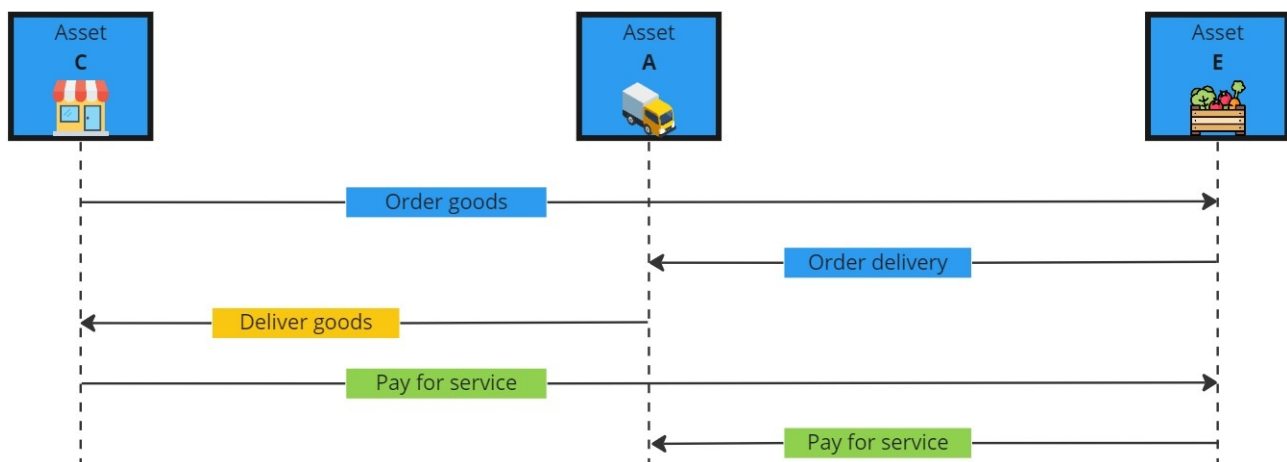 Asset
C
Asset
A
Asset
E
Order goods
Order delivery
Deliver goods
Pay for service
Pay for service